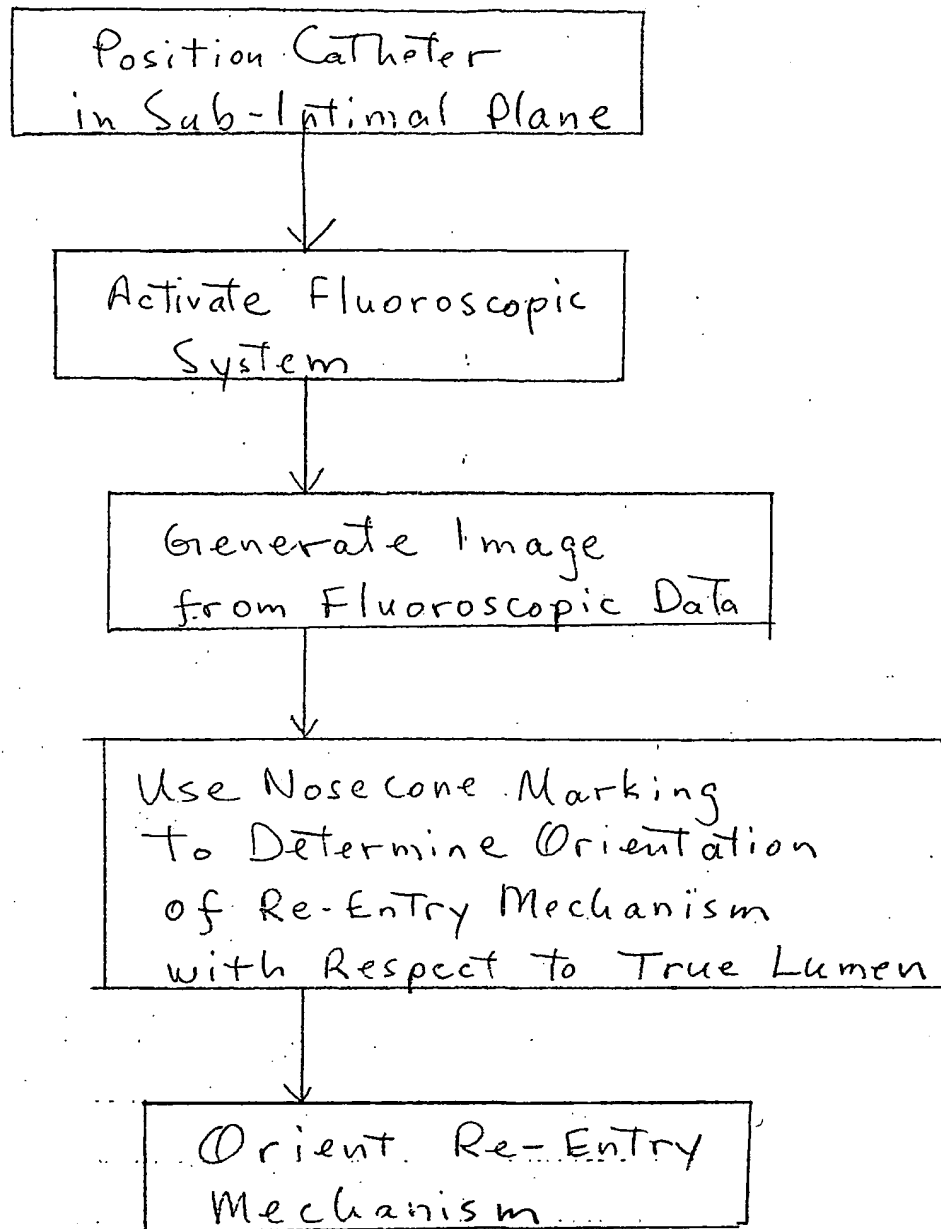 Position Catheter
in Sub-Intimal Plane
Activate Fluoroscopic
System
Generate Image
from Fluoroscopic Data
Use Nosecone Marking
to Determine Orientation
of Re-Entry Mechanism
with Respect to True Lumen
Orient Re-Entry
Mechanism